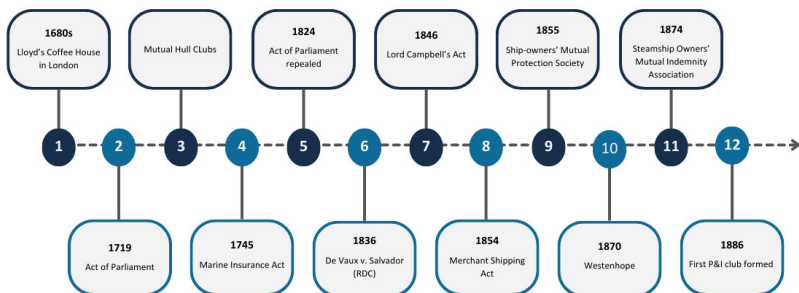 1680s
Lloyd's Coffee House
in London
Mutual Hull CLubs
1824
Act of Parliament
repealed
1846
Lord Campbell's Act
1855
Ship-owners' Mutual
Protection Society
1874
Steamship Owners'
Mutual Indemnity
Association
1
2
3
4
5
6
7
8
9
10
11
12
1719
Act of Parliament
1745
Marine Insurance Act
1836
De Vaux v. Salvador
(RDC)
1854
Merchant Shipping
Act
1870
Westenhope
1886
First P&I club formed